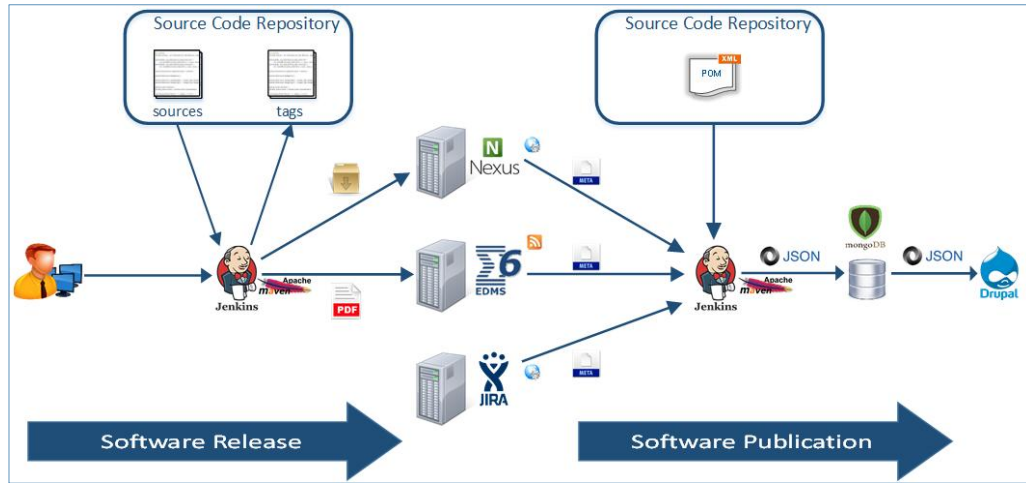 Source Code Repository
sources
tags
Source Code Repository
XML
POM
N
Nexus
META
Jenkins
Apache
maven
PDF
Σ6
EDMS
META
JIRA
META
Jenkins
Apache
maven
JSON
mongoDB
JSON
Drupal
Software Release
Software Publication